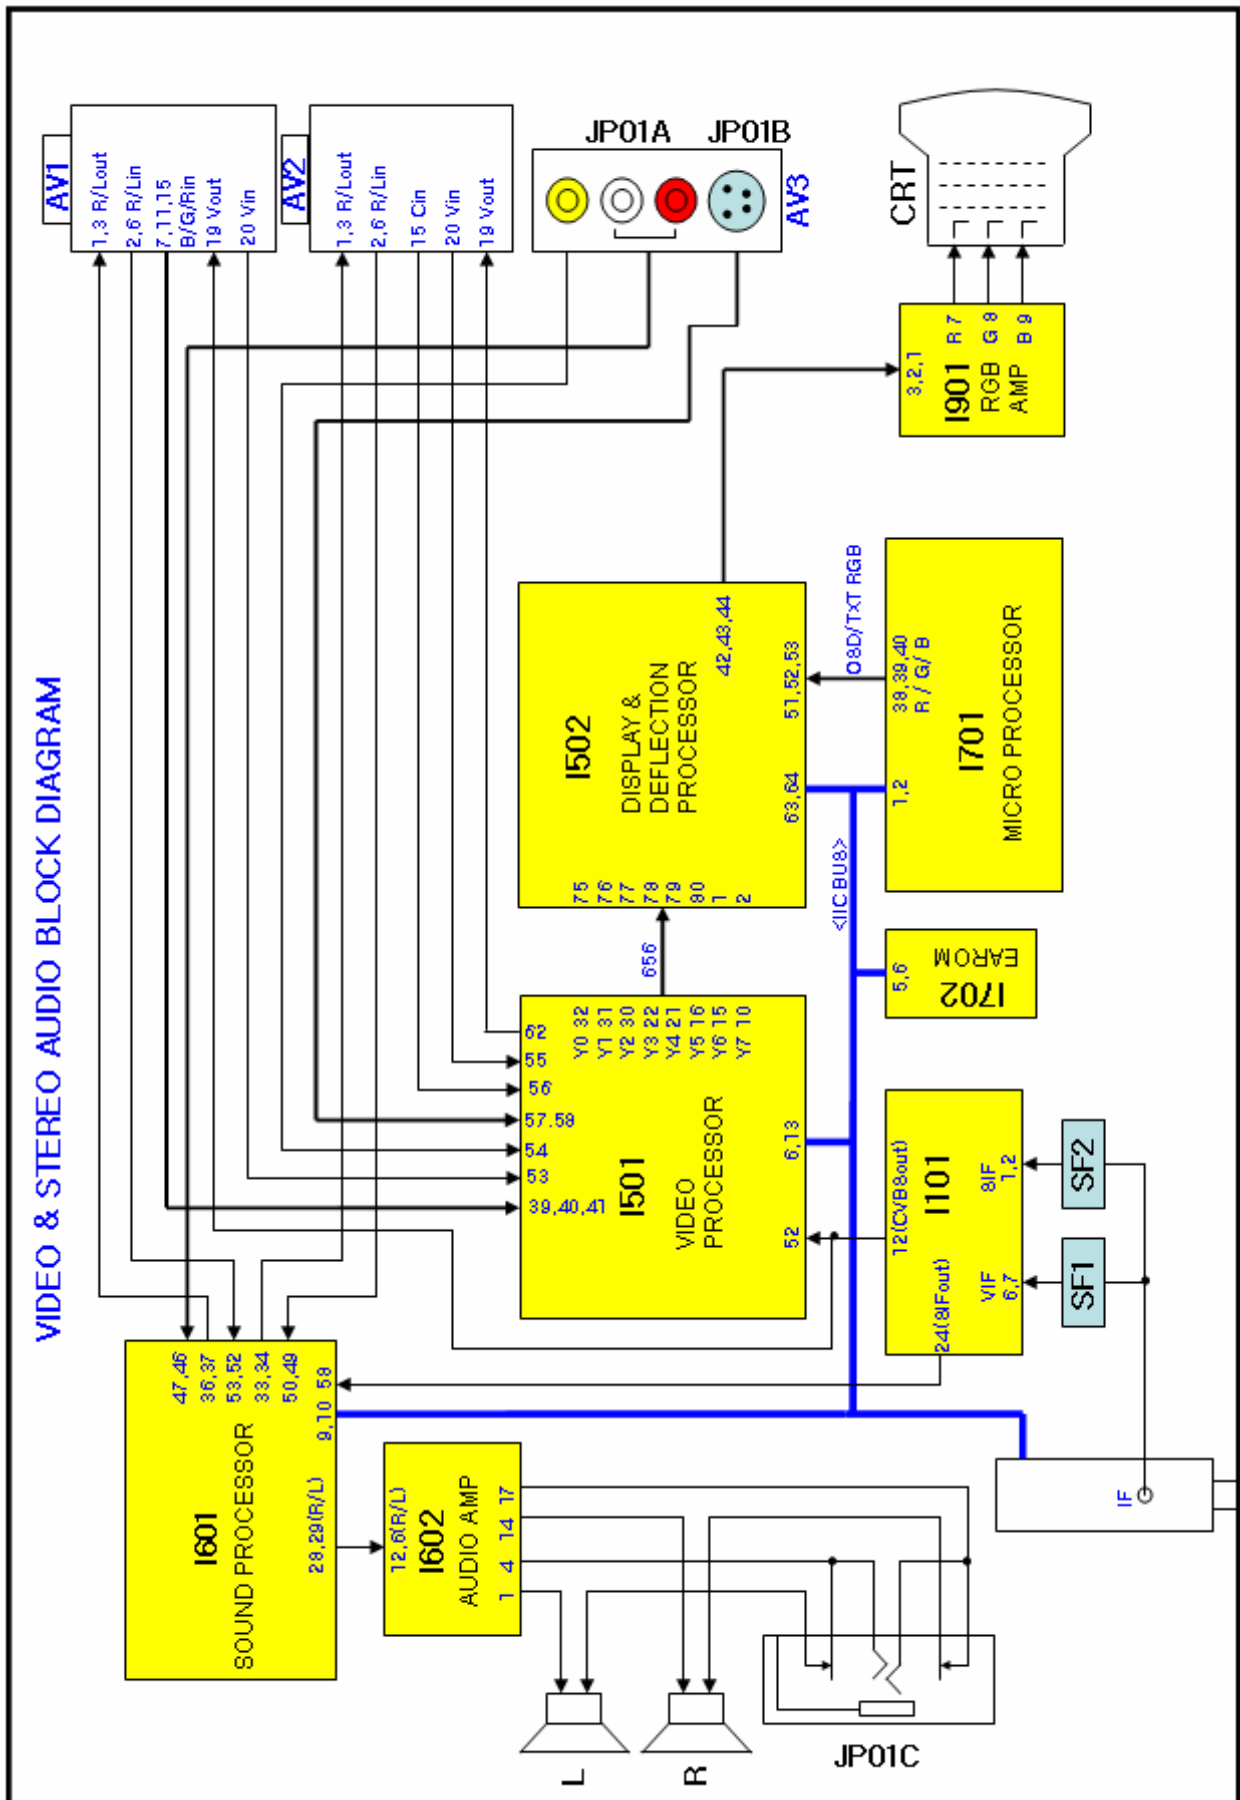 VIDEO & STEREO AUDIO BLOCK DIAGRAM
AV1
1,3 R/Lout
2,6 R/Lin
7,11,15
B/G/Rin
19 Vout
20 Vin
AV2
1,3 R/Lout
2,6 R/Lin
15 Cin
20 Vin
19 Vout
JP01A
JP01B
AV3
CRT
I901
RGB
AMP
3,2,1
R 7
G 8
B 9
I502
DISPLAY &
DEFLECTION
PROCESSOR
42,43,44
51,52,53
63,64
75
76
77
78
79
80
1
2
O8D/TxT RGB
38,39,40
R / G/ B
1,2
I701
MICRO PROCESSOR
<IIC BU8>
656
5,6
I702
EAROM
62
55
56
57.58
54
53
39,40,41
Y0 32
Y1 31
Y2 30
Y3 22
Y4 21
Y5 16
Y6 15
Y7 10
I501
VIDEO
PROCESSOR
6,13
52
12(CVB8out)
24(8IFout)
I101
VIF
6,7
8IF
1,2
SF1
SF2
47,46
36,37
53,52
33,34
50,49
58
9,10
I601
SOUND PROCESSOR
28,29(R/L)
12,6(R/L)
I602
AUDIO AMP
1
4
14
17
L
R
JP01C
IF